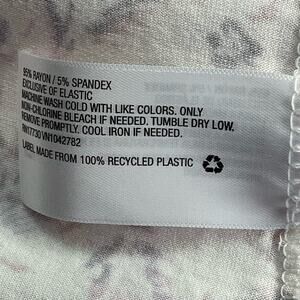 95% RAYON / 5% SPANDEX
EXCLUSIVE OF ELASTIC
MACHINE WASH COLD WITH LIKE COLORS. ONLY
NON-CHLORINE BLEACH IF NEEDED. TUMBLE DRY LOW.
REMOVE PROMPTLY. COOL IRON IF NEEDED.
RN17730 VN1042782
LABEL MADE FROM 100% RECYCLED PLASTIC